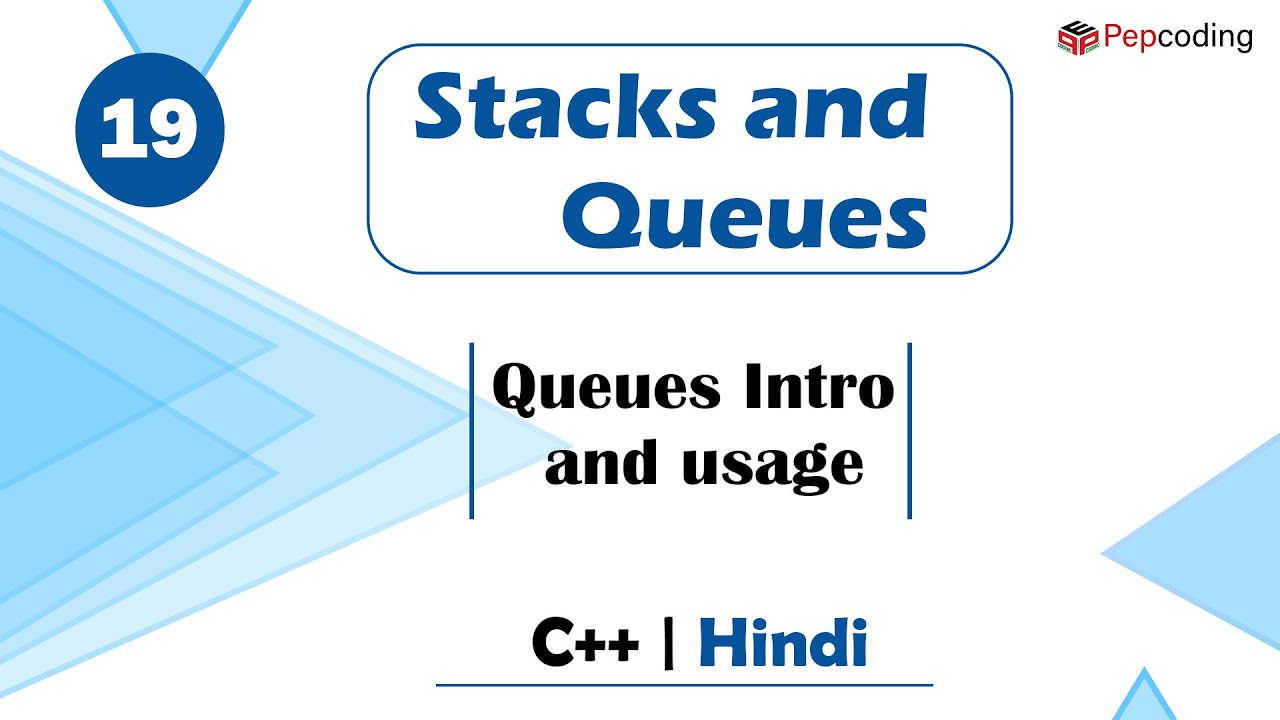 19
Pepcoding
Stacks and
Queues
Queues Intro
and usage
C++ | Hindi